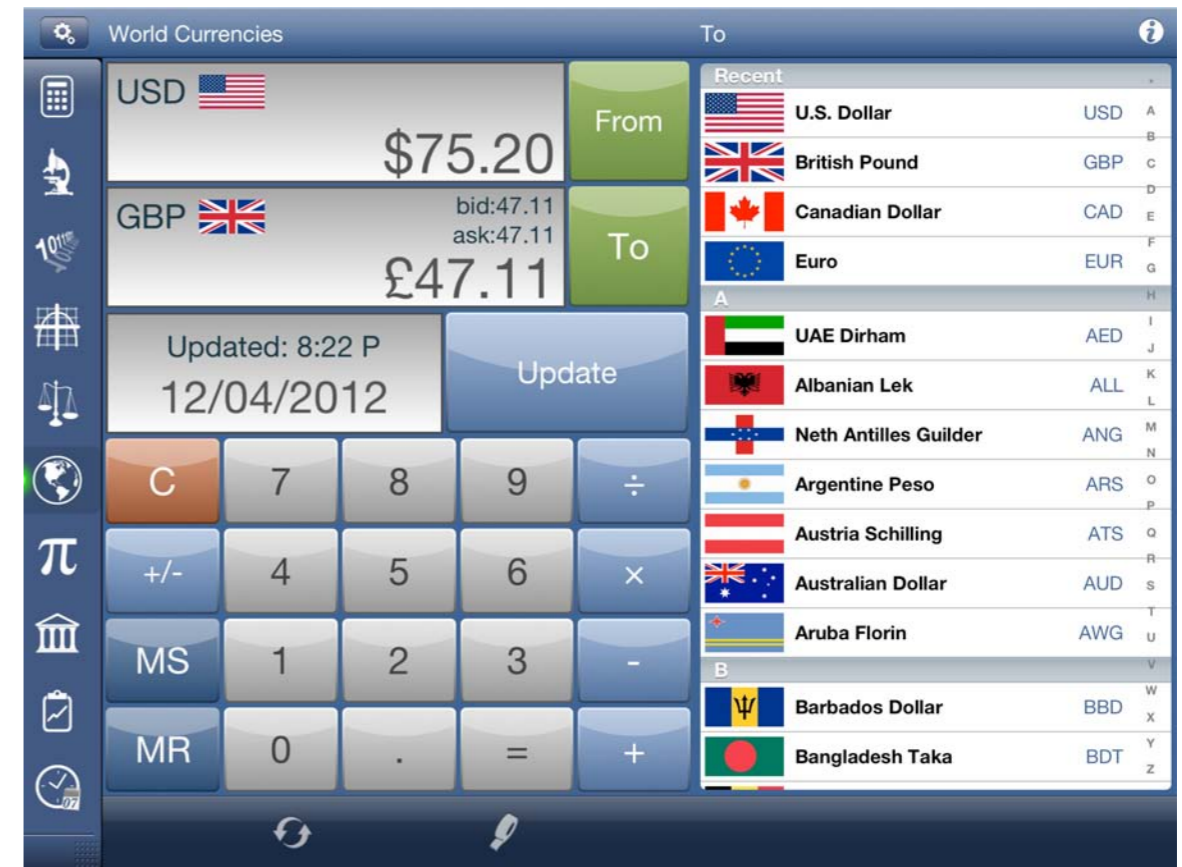 World Currencies
To
USD
$75.20
From
GBP
bid:47.11
ask:47.11
£47.11
To
Updated: 8:22 P
12/04/2012
Update
C 7 8 9 ÷
+/- 4 5 6 ×
MS 1 2 3 -
MR 0 . = +
10111
π
07
i
Recent
U.S. Dollar USD
British Pound GBP
Canadian Dollar CAD
Euro EUR
A
UAE Dirham AED
Albanian Lek ALL
Neth Antilles Guilder ANG
Argentine Peso ARS
Austria Schilling ATS
Australian Dollar AUD
Aruba Florin AWG
B
Barbados Dollar BBD
Bangladesh Taka BDT
A
B
C
D
E
F
G
H
I
J
K
L
M
N
O
P
Q
R
S
T
U
V
W
X
Y
Z